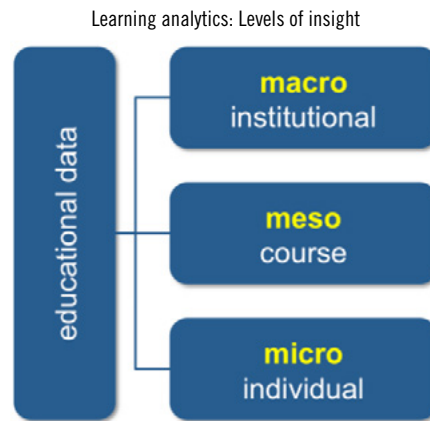 Learning analytics: Levels of insight
educational data
macro
institutional
meso
course
micro
individual